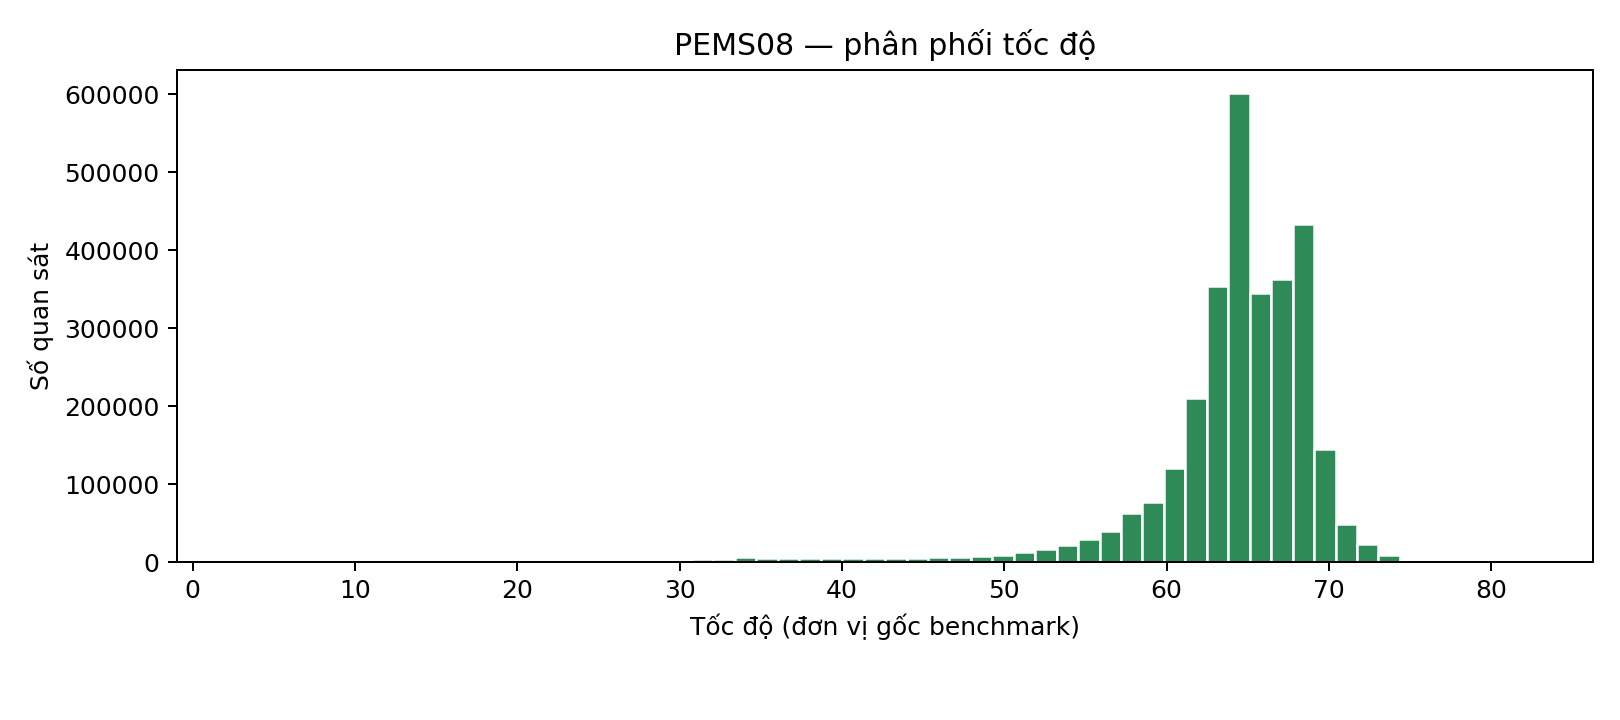 PEMS08 — phân phối tốc độ
Số quan sát
600000
500000
400000
300000
200000
100000
0
0 10 20 30 40 50 60 70 80
Tốc độ (đơn vị gốc benchmark)